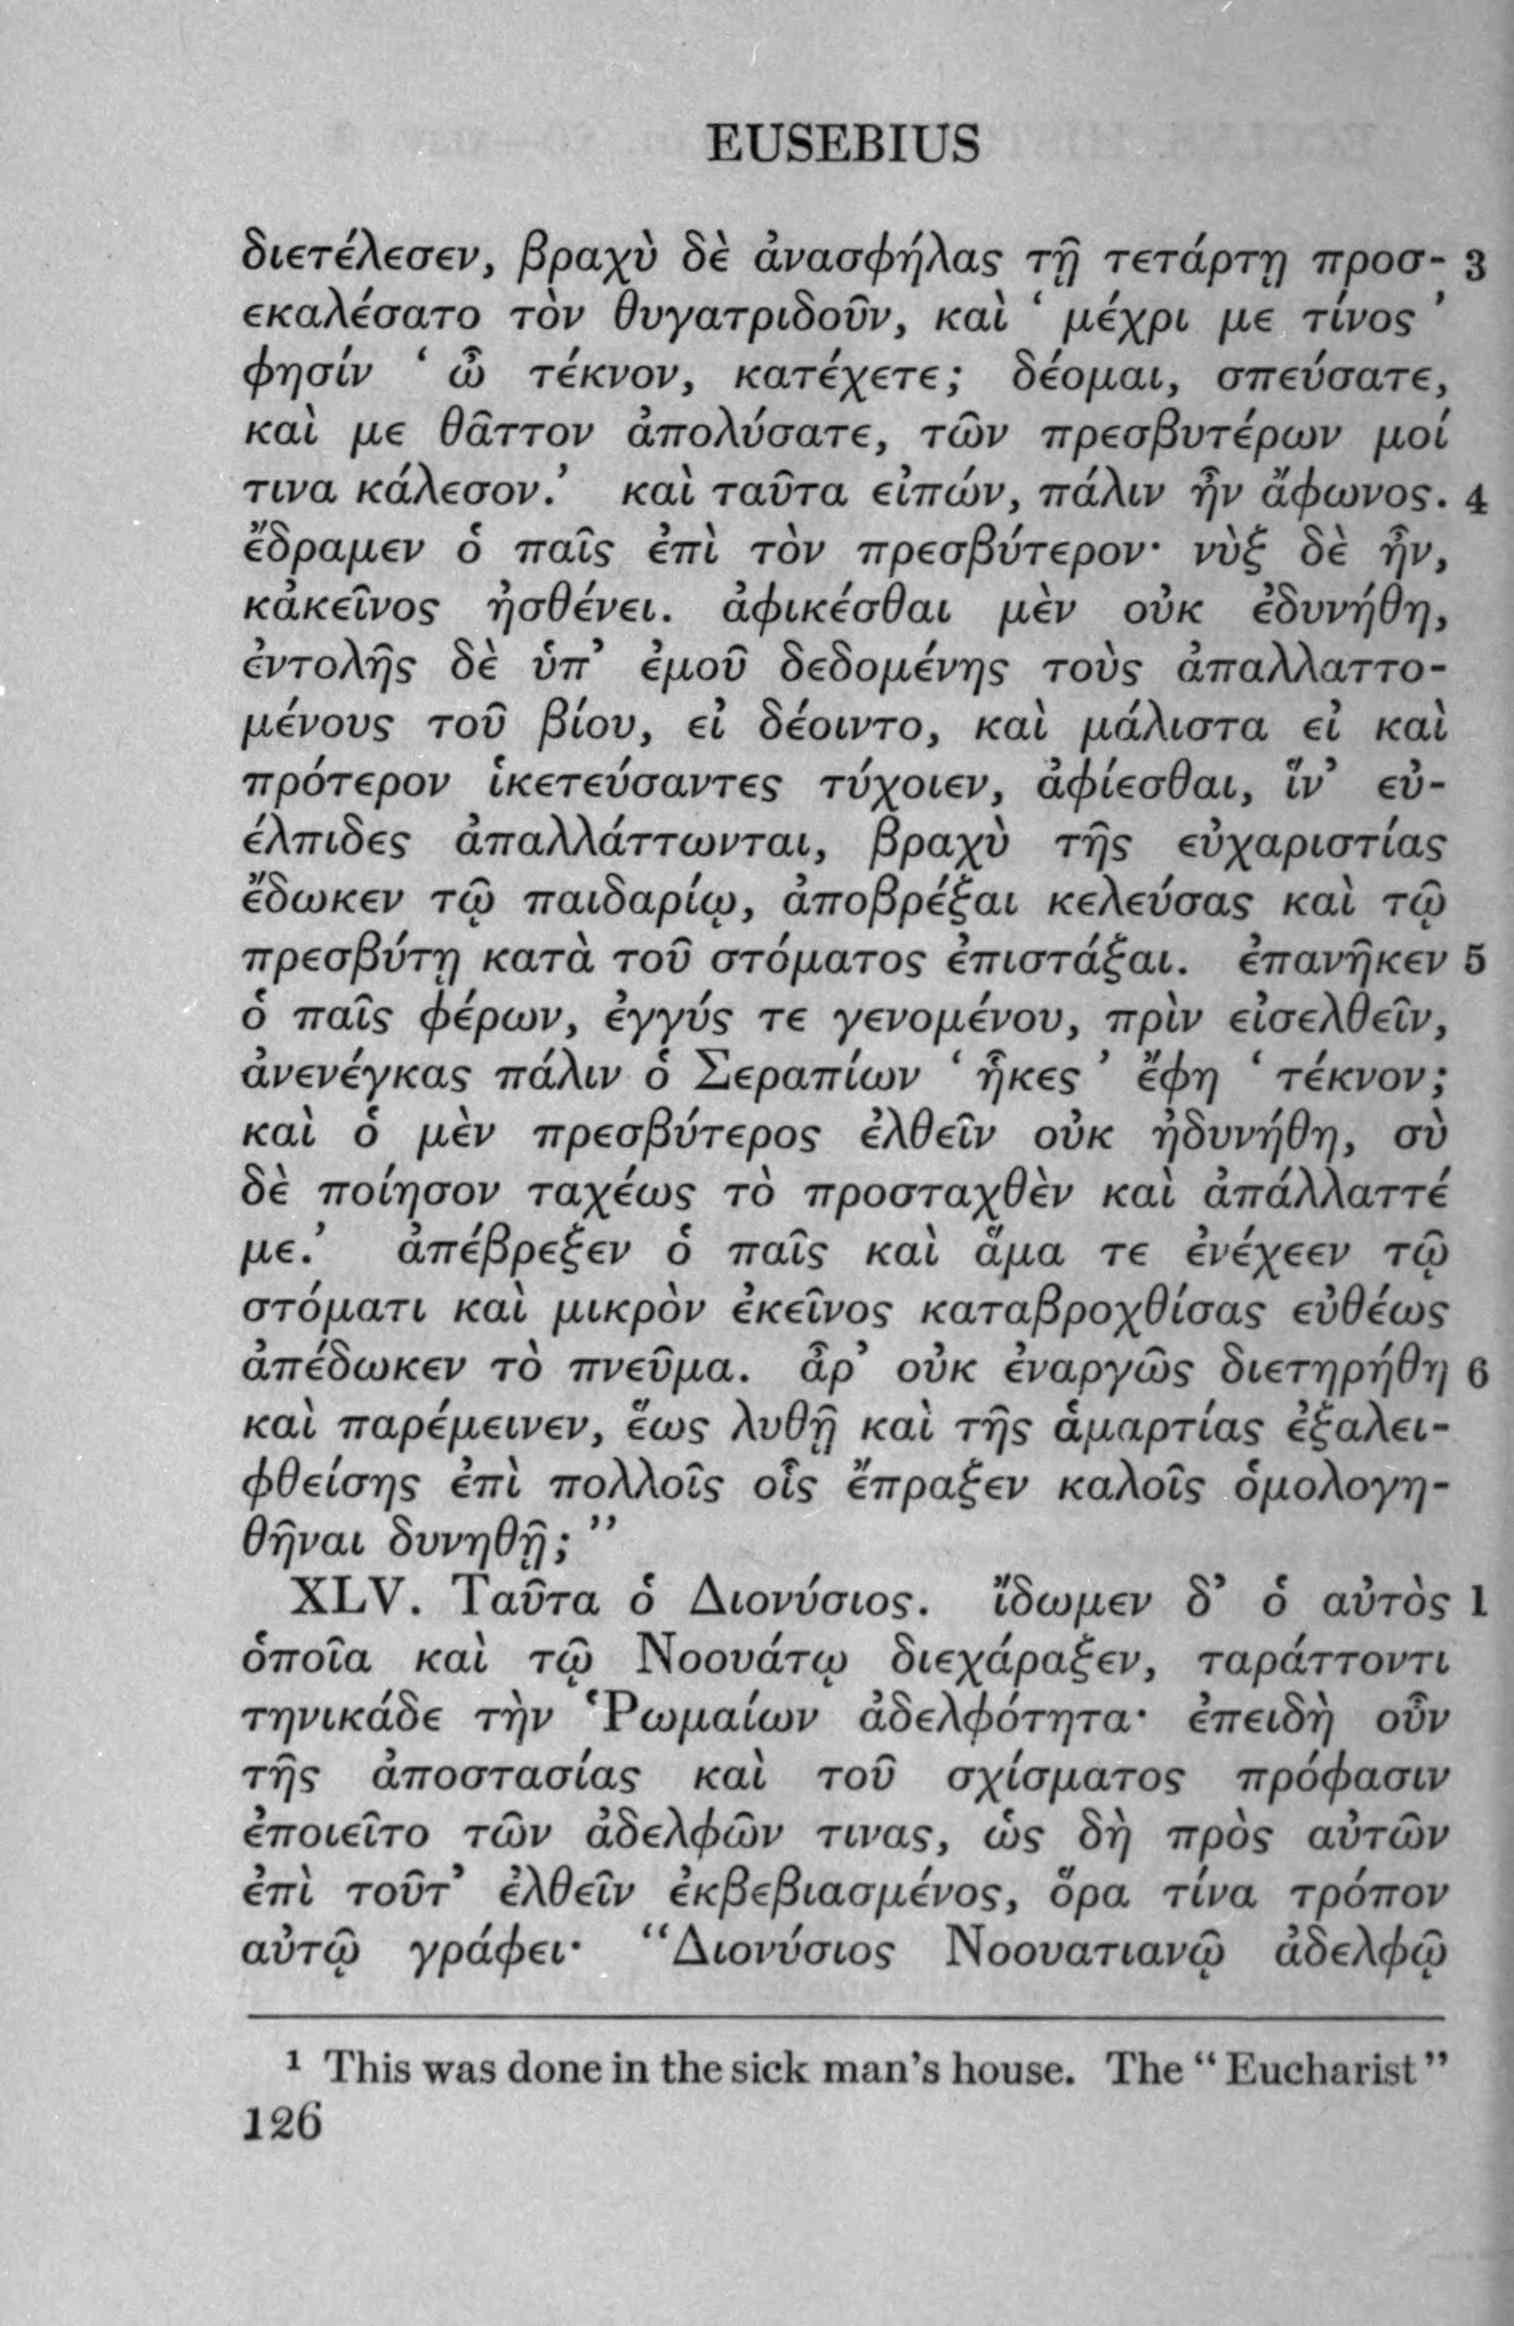 EUSEBIUS
διετέλεσεν, βραχὺ δὲ ἀνασφήλας τῇ τετάρτῃ προσ- 3
εκαλέσατο τὸν θυγατριδοῦν, καὶ ‘ μέχρι με τίνος ’
φησίν ‘ ὦ τέκνον, κατέχετε; δέομαι, σπεύσατε,
καὶ με θᾶττον ἀπολύσατε, τῶν πρεσβυτέρων μοί
τινα κάλεσον.’ καὶ ταῦτα εἰπών, πάλιν ἦν ἄφωνος. 4
ἔδραμεν ὁ παῖς ἐπὶ τὸν πρεσβύτερον· νὺξ δὲ ἦν,
κἀκεῖνος ἠσθένει. ἀφικέσθαι μὲν οὐκ ἐδυνήθη,
ἐντολῆς δὲ ὑπ’ ἐμοῦ δεδομένης τοὺς ἀπαλλαττο-
μένους τοῦ βίου, εἰ δέοιντο, καὶ μάλιστα εἰ καὶ
πρότερον ἱκετεύσαντες τύχοιεν, ἀφίεσθαι, ἵν’ εὐ-
έλπιδες ἀπαλλάττωνται, βραχὺ τῆς εὐχαριστίας
ἔδωκεν τῷ παιδαρίῳ, ἀποβρέξαι κελεύσας καὶ τῷ
πρεσβύτῃ κατὰ τοῦ στόματος ἐπιστάξαι. ἐπανῆκεν 5
ὁ παῖς φέρων, ἐγγύς τε γενομένου, πρὶν εἰσελθεῖν,
ἀνενέγκας πάλιν ὁ Σεραπίων ‘ ἧκες ’ ἔφη ‘ τέκνον;
καὶ ὁ μὲν πρεσβύτερος ἐλθεῖν οὐκ ἠδυνήθη, σὺ
δὲ ποίησον ταχέως τὸ προσταχθὲν καὶ ἀπάλλαττέ
με.’ ἀπέβρεξεν ὁ παῖς καὶ ἅμα τε ἐνέχεεν τῷ
στόματι καὶ μικρὸν ἐκεῖνος καταβροχθίσας εὐθέως
ἀπέδωκεν τὸ πνεῦμα. ἆρ’ οὐκ ἐναργῶς διετηρήθη 6
καὶ παρέμεινεν, ἕως λυθῇ καὶ τῆς ἁμαρτίας ἐξαλει-
φθείσης ἐπὶ πολλοῖς οἷς ἔπραξεν καλοῖς ὁμολογη-
θῆναι δυνηθῇ; ”
XLV. Ταῦτα ὁ Διονύσιος. ἴδωμεν δ’ ὁ αὐτὸς 1
ὁποῖα καὶ τῷ Νοουάτῳ διεχάραξεν, ταράττοντι
τηνικάδε τὴν Ῥωμαίων ἀδελφότητα· ἐπειδὴ οὖν
τῆς ἀποστασίας καὶ τοῦ σχίσματος πρόφασιν
ἐποιεῖτο τῶν ἀδελφῶν τινας, ὡς δὴ πρὸς αὐτῶν
ἐπὶ τοῦτ’ ἐλθεῖν ἐκβεβιασμένος, ὅρα τίνα τρόπον
αὐτῷ γράφει· “Διονύσιος Νοουατιανῷ ἀδελφῷ
¹ This was done in the sick man’s house. The “ Eucharist ”
126